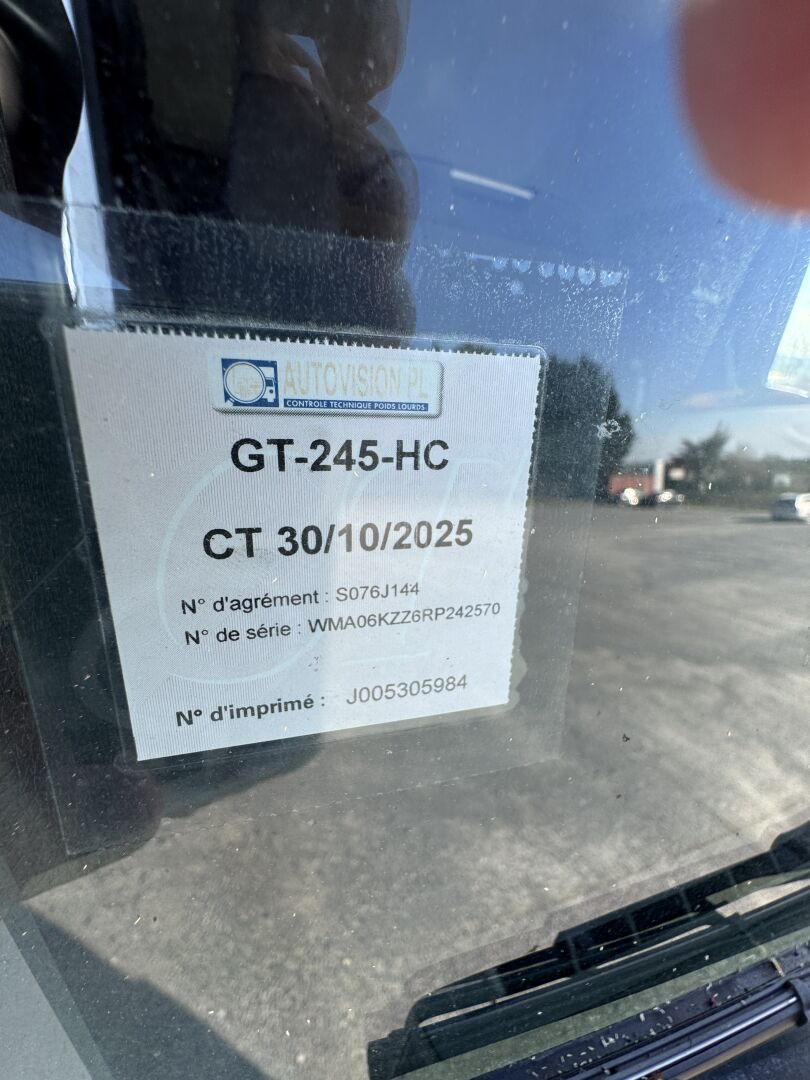 AUTOVISION PL
CONTROLE TECHNIQUE POIDS LOURDS
GT-245-HC
CT 30/10/2025
N° d'agrément : S076J144
N° de série : WMA06KZZ6RP242570
N° d'imprimé : J005305984